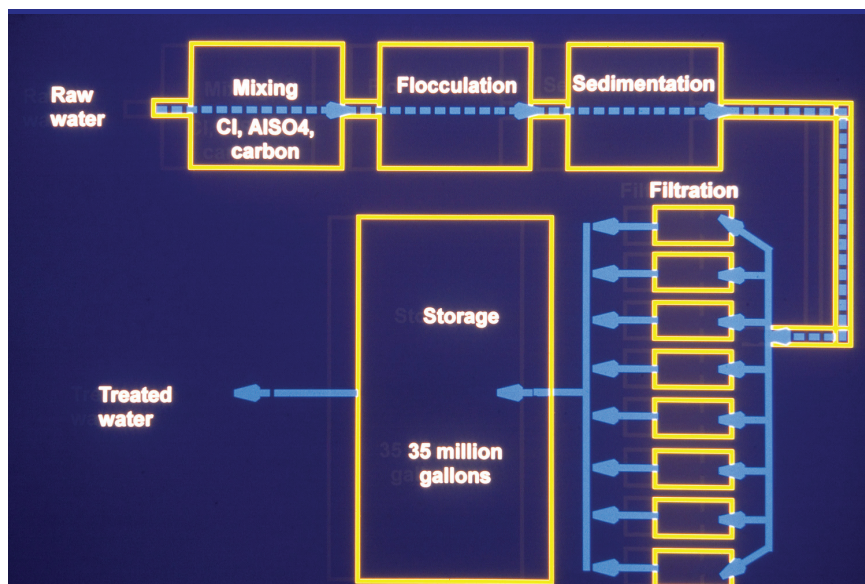 Raw
water
Mixing
Cl, AlSO4,
carbon
Flocculation
Sedimentation
Filtration
Storage
35 million
gallons
Treated
water